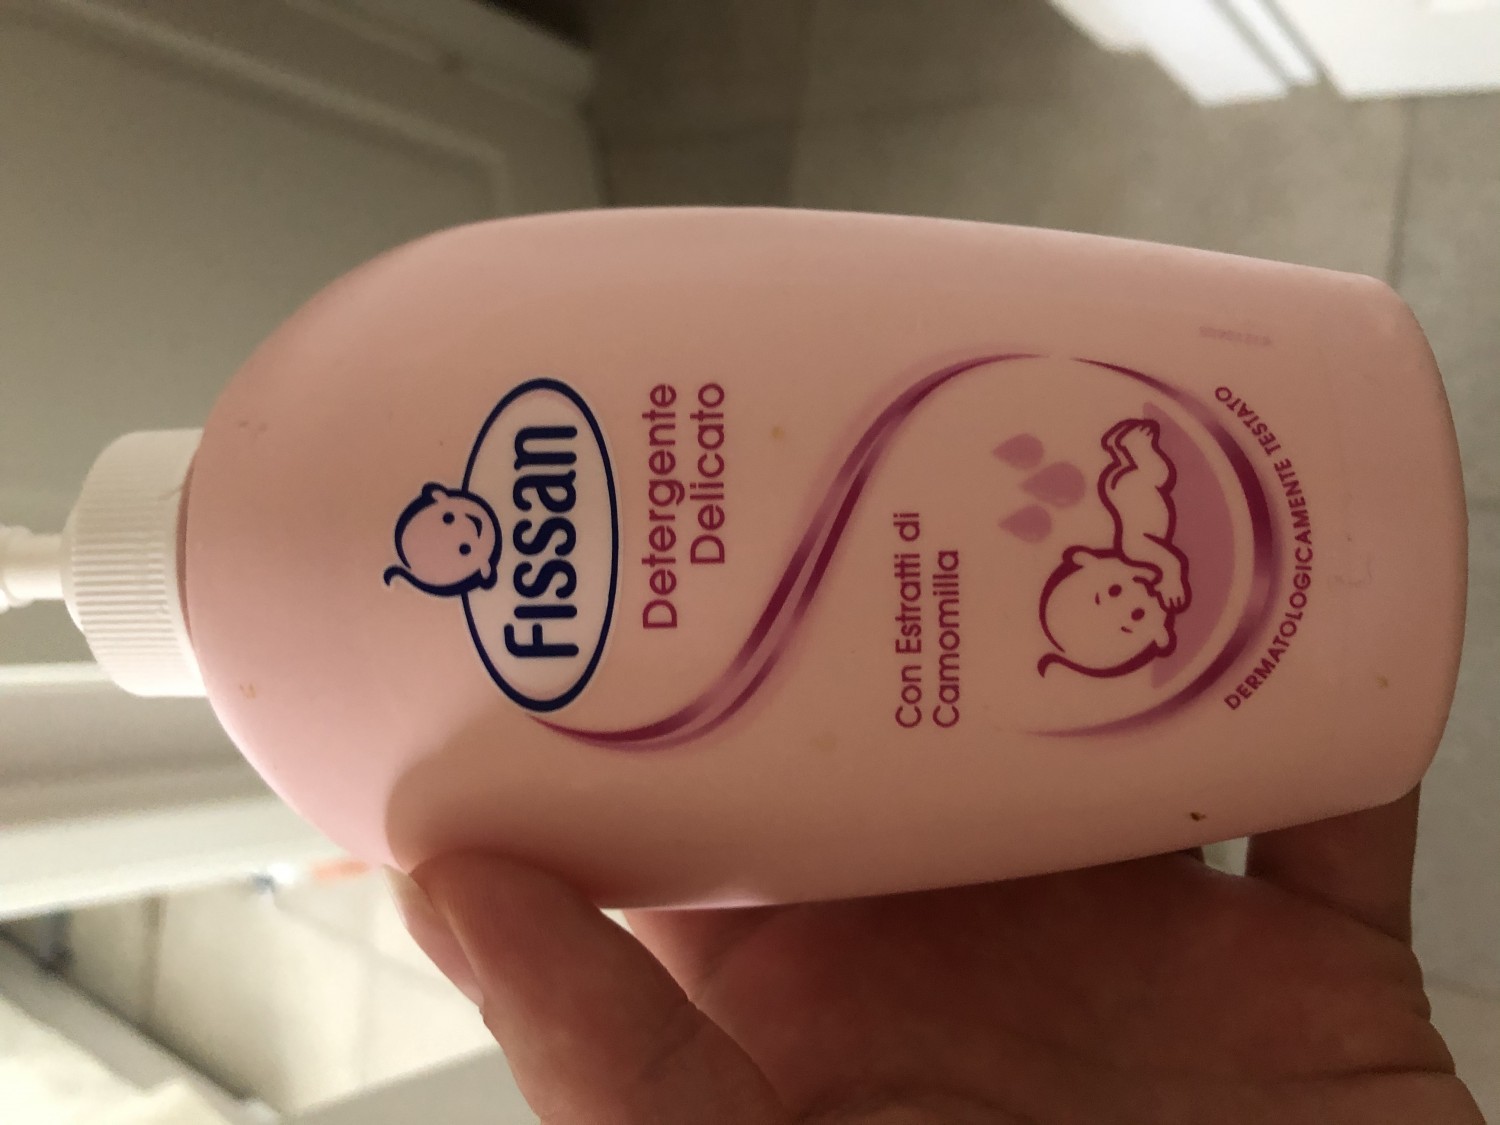 Fissan
Detergente
Delicato
Con Estratti di
Camomilla
DERMATOLOGICAMENTE TESTATO